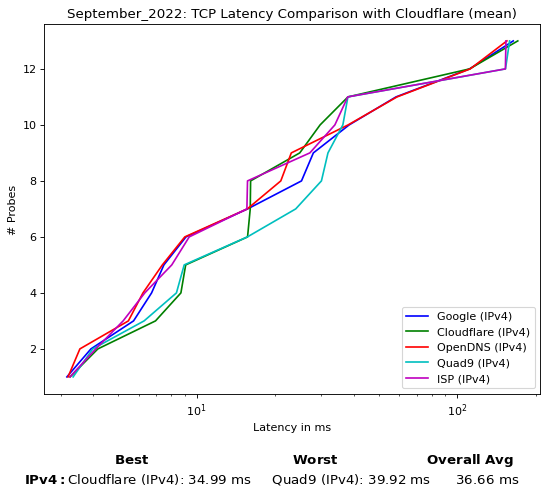 September_2022: TCP Latency Comparison with Cloudflare (mean)
# Probes
12
10
8
6
4
2
Google (IPv4)
Cloudflare (IPv4)
OpenDNS (IPv4)
Quad9 (IPv4)
ISP (IPv4)
10¹ 10²
Latency in ms
Best Worst Overall Avg
IPv4: Cloudflare (IPv4): 34.99 ms Quad9 (IPv4): 39.92 ms 36.66 ms